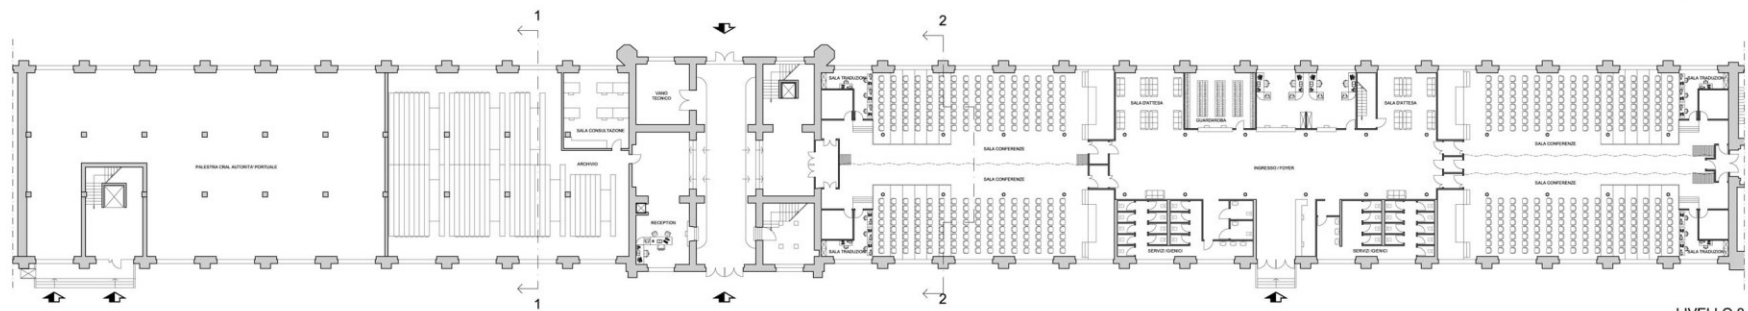 1
2
SALA TRADUZIONI
SALA TRADUZIONI
VANO
TECNICO
SALA D'ATTESA
SALA D'ATTESA
GUARDAROBA
SALA CONSULTAZIONE
SALA CONFERENZE
SALA CONFERENZE
PALESTRA CRAL AUTORITA' PORTUALE
ARCHIVIO
INGRESSO / FOYER
SALA CONFERENZE
SALA CONFERENZE
RECEPTION
SALA TRADUZIONI
SERVIZI IGIENICI
SERVIZI IGIENICI
SALA TRADUZIONI
1
2